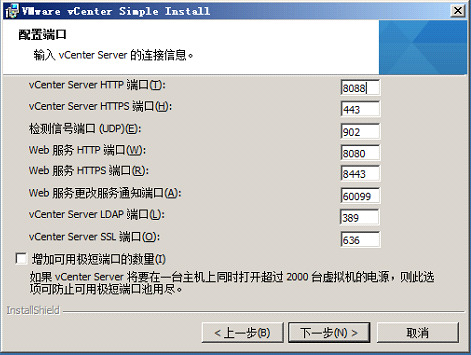 VMware vCenter Simple Install
配置端口
输入 vCenter Server 的连接信息。
vCenter Server HTTP 端口(T): 8088
vCenter Server HTTPS 端口(H): 443
检测信号端口 (UDP)(E): 902
Web 服务 HTTP 端口(W): 8080
Web 服务 HTTPS 端口(R): 8443
Web 服务更改服务通知端口(A): 60099
vCenter Server LDAP 端口(L): 389
vCenter Server SSL 端口(O): 636
增加可用极短端口的数量(I)
如果 vCenter Server 将要在一台主机上同时打开超过 2000 台虚拟机的电源，则此选
项可防止可用极短端口池用尽。
InstallShield
< 上一步(B) 下一步(N) > 取消